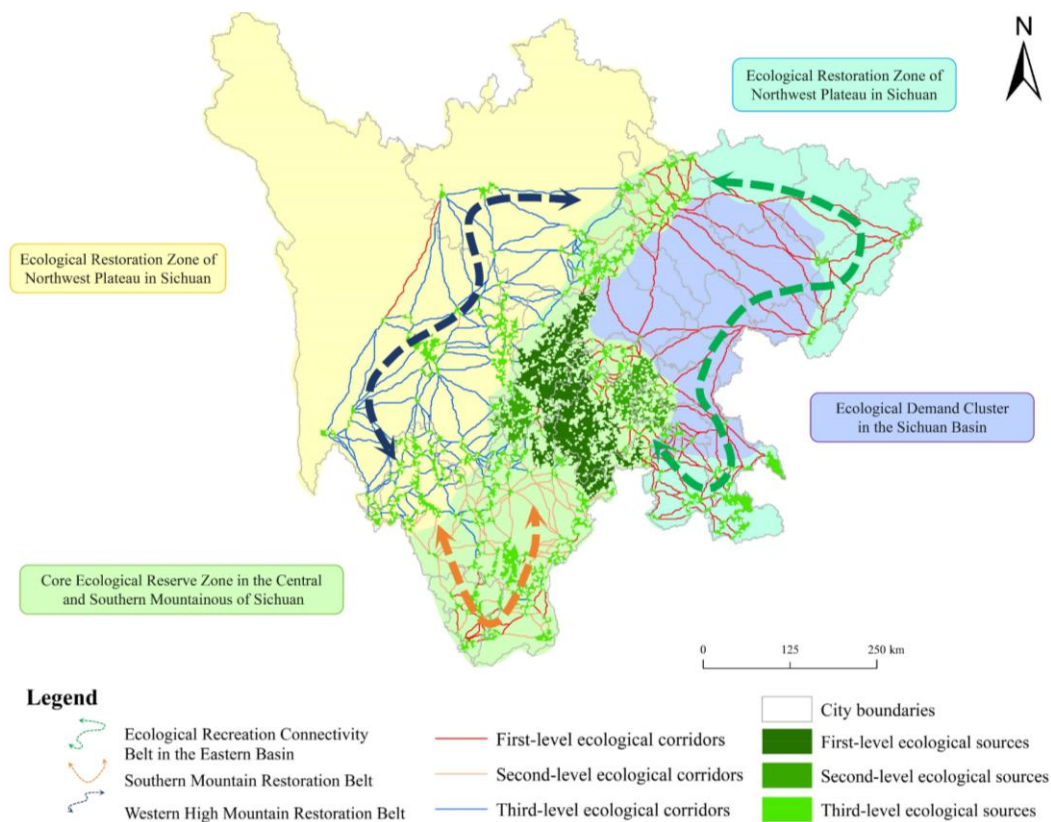 N
Ecological Restoration Zone of
Northwest Plateau in Sichuan
Ecological Restoration Zone of
Northwest Plateau in Sichuan
Ecological Demand Cluster
in the Sichuan Basin
Core Ecological Reserve Zone in the Central
and Southern Mountainous of Sichuan
0 125 250 km
Legend
Ecological Recreation Connectivity
Belt in the Eastern Basin
Southern Mountain Restoration Belt
Western High Mountain Restoration Belt
First-level ecological corridors
Second-level ecological corridors
Third-level ecological corridors
City boundaries
First-level ecological sources
Second-level ecological sources
Third-level ecological sources